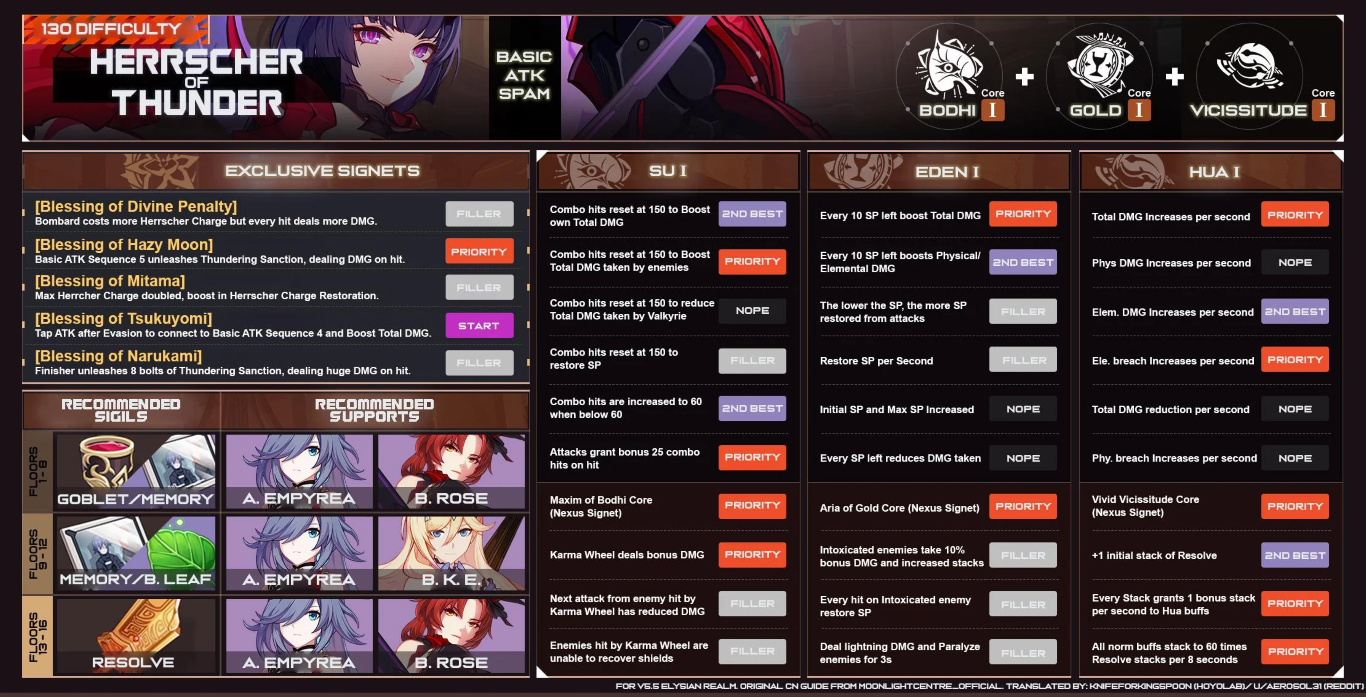 130 DIFFICULTY
HERRSCHER
OF
THUNDER
BASIC
ATK
SPAM
BODHI
Core
I
+
GOLD
Core
I
+
VICISSITUDE
Core
I
EXCLUSIVE SIGNETS
[Blessing of Divine Penalty]
Bombard costs more Herrscher Charge but every hit deals more DMG.
FILLER
[Blessing of Hazy Moon]
Basic ATK Sequence 5 unleashes Thundering Sanction, dealing DMG on hit.
PRIORITY
[Blessing of Mitama]
Max Herrcher Charge doubled, boost in Herrscher Charge Restoration.
FILLER
[Blessing of Tsukuyomi]
Tap ATK after Evasion to connect to Basic ATK Sequence 4 and Boost Total DMG.
START
[Blessing of Narukami]
Finisher unleashes 8 bolts of Thundering Sanction, dealing huge DMG on hit.
FILLER
RECOMMENDED
SIGILS
RECOMMENDED
SUPPORTS
FLOORS
1-8
GOBLET/MEMORY
A. EMPYREA
B. ROSE
FLOORS
9-12
MEMORY/B. LEAF
A. EMPYREA
B. K. E.
FLOORS
13-16
RESOLVE
A. EMPYREA
B. ROSE
SU I
Combo hits reset at 150 to Boost
own Total DMG
2ND BEST
Combo hits reset at 150 to Boost
Total DMG taken by enemies
PRIORITY
Combo hits reset at 150 to reduce
Total DMG taken by Valkyrie
NOPE
Combo hits reset at 150 to
restore SP
FILLER
Combo hits are increased to 60
when below 60
2ND BEST
Attacks grant bonus 25 combo
hits on hit
PRIORITY
Maxim of Bodhi Core
(Nexus Signet)
PRIORITY
Karma Wheel deals bonus DMG
PRIORITY
Next attack from enemy hit by
Karma Wheel has reduced DMG
FILLER
Enemies hit by Karma Wheel are
unable to recover shields
FILLER
EDEN I
Every 10 SP left boost Total DMG
PRIORITY
Every 10 SP left boosts Physical/
Elemental DMG
2ND BEST
The lower the SP, the more SP
restored from attacks
FILLER
Restore SP per Second
FILLER
Initial SP and Max SP Increased
NOPE
Every SP left reduces DMG taken
NOPE
Aria of Gold Core (Nexus Signet)
PRIORITY
Intoxicated enemies take 10%
bonus DMG and increased stacks
FILLER
Every hit on Intoxicated enemy
restore SP
FILLER
Deal lightning DMG and Paralyze
enemies for 3s
FILLER
HUA I
Total DMG Increases per second
PRIORITY
Phys DMG Increases per second
NOPE
Elem. DMG Increases per second
2ND BEST
Ele. breach Increases per second
PRIORITY
Total DMG reduction per second
NOPE
Phy. breach Increases per second
NOPE
Vivid Vicissitude Core
(Nexus Signet)
PRIORITY
+1 initial stack of Resolve
2ND BEST
Every Stack grants 1 bonus stack
per second to Hua buffs
PRIORITY
All norm buffs stack to 60 times
Resolve stacks per 8 seconds
PRIORITY
FOR V5.5 ELYSIAN REALM. ORIGINAL CN GUIDE FROM MOONLIGHTCENTRE_OFFICIAL. TRANSLATED BY: KNIFEFORKINGSPOON (HOYOLAB)/ U/AEROSOL31 (REDDIT)